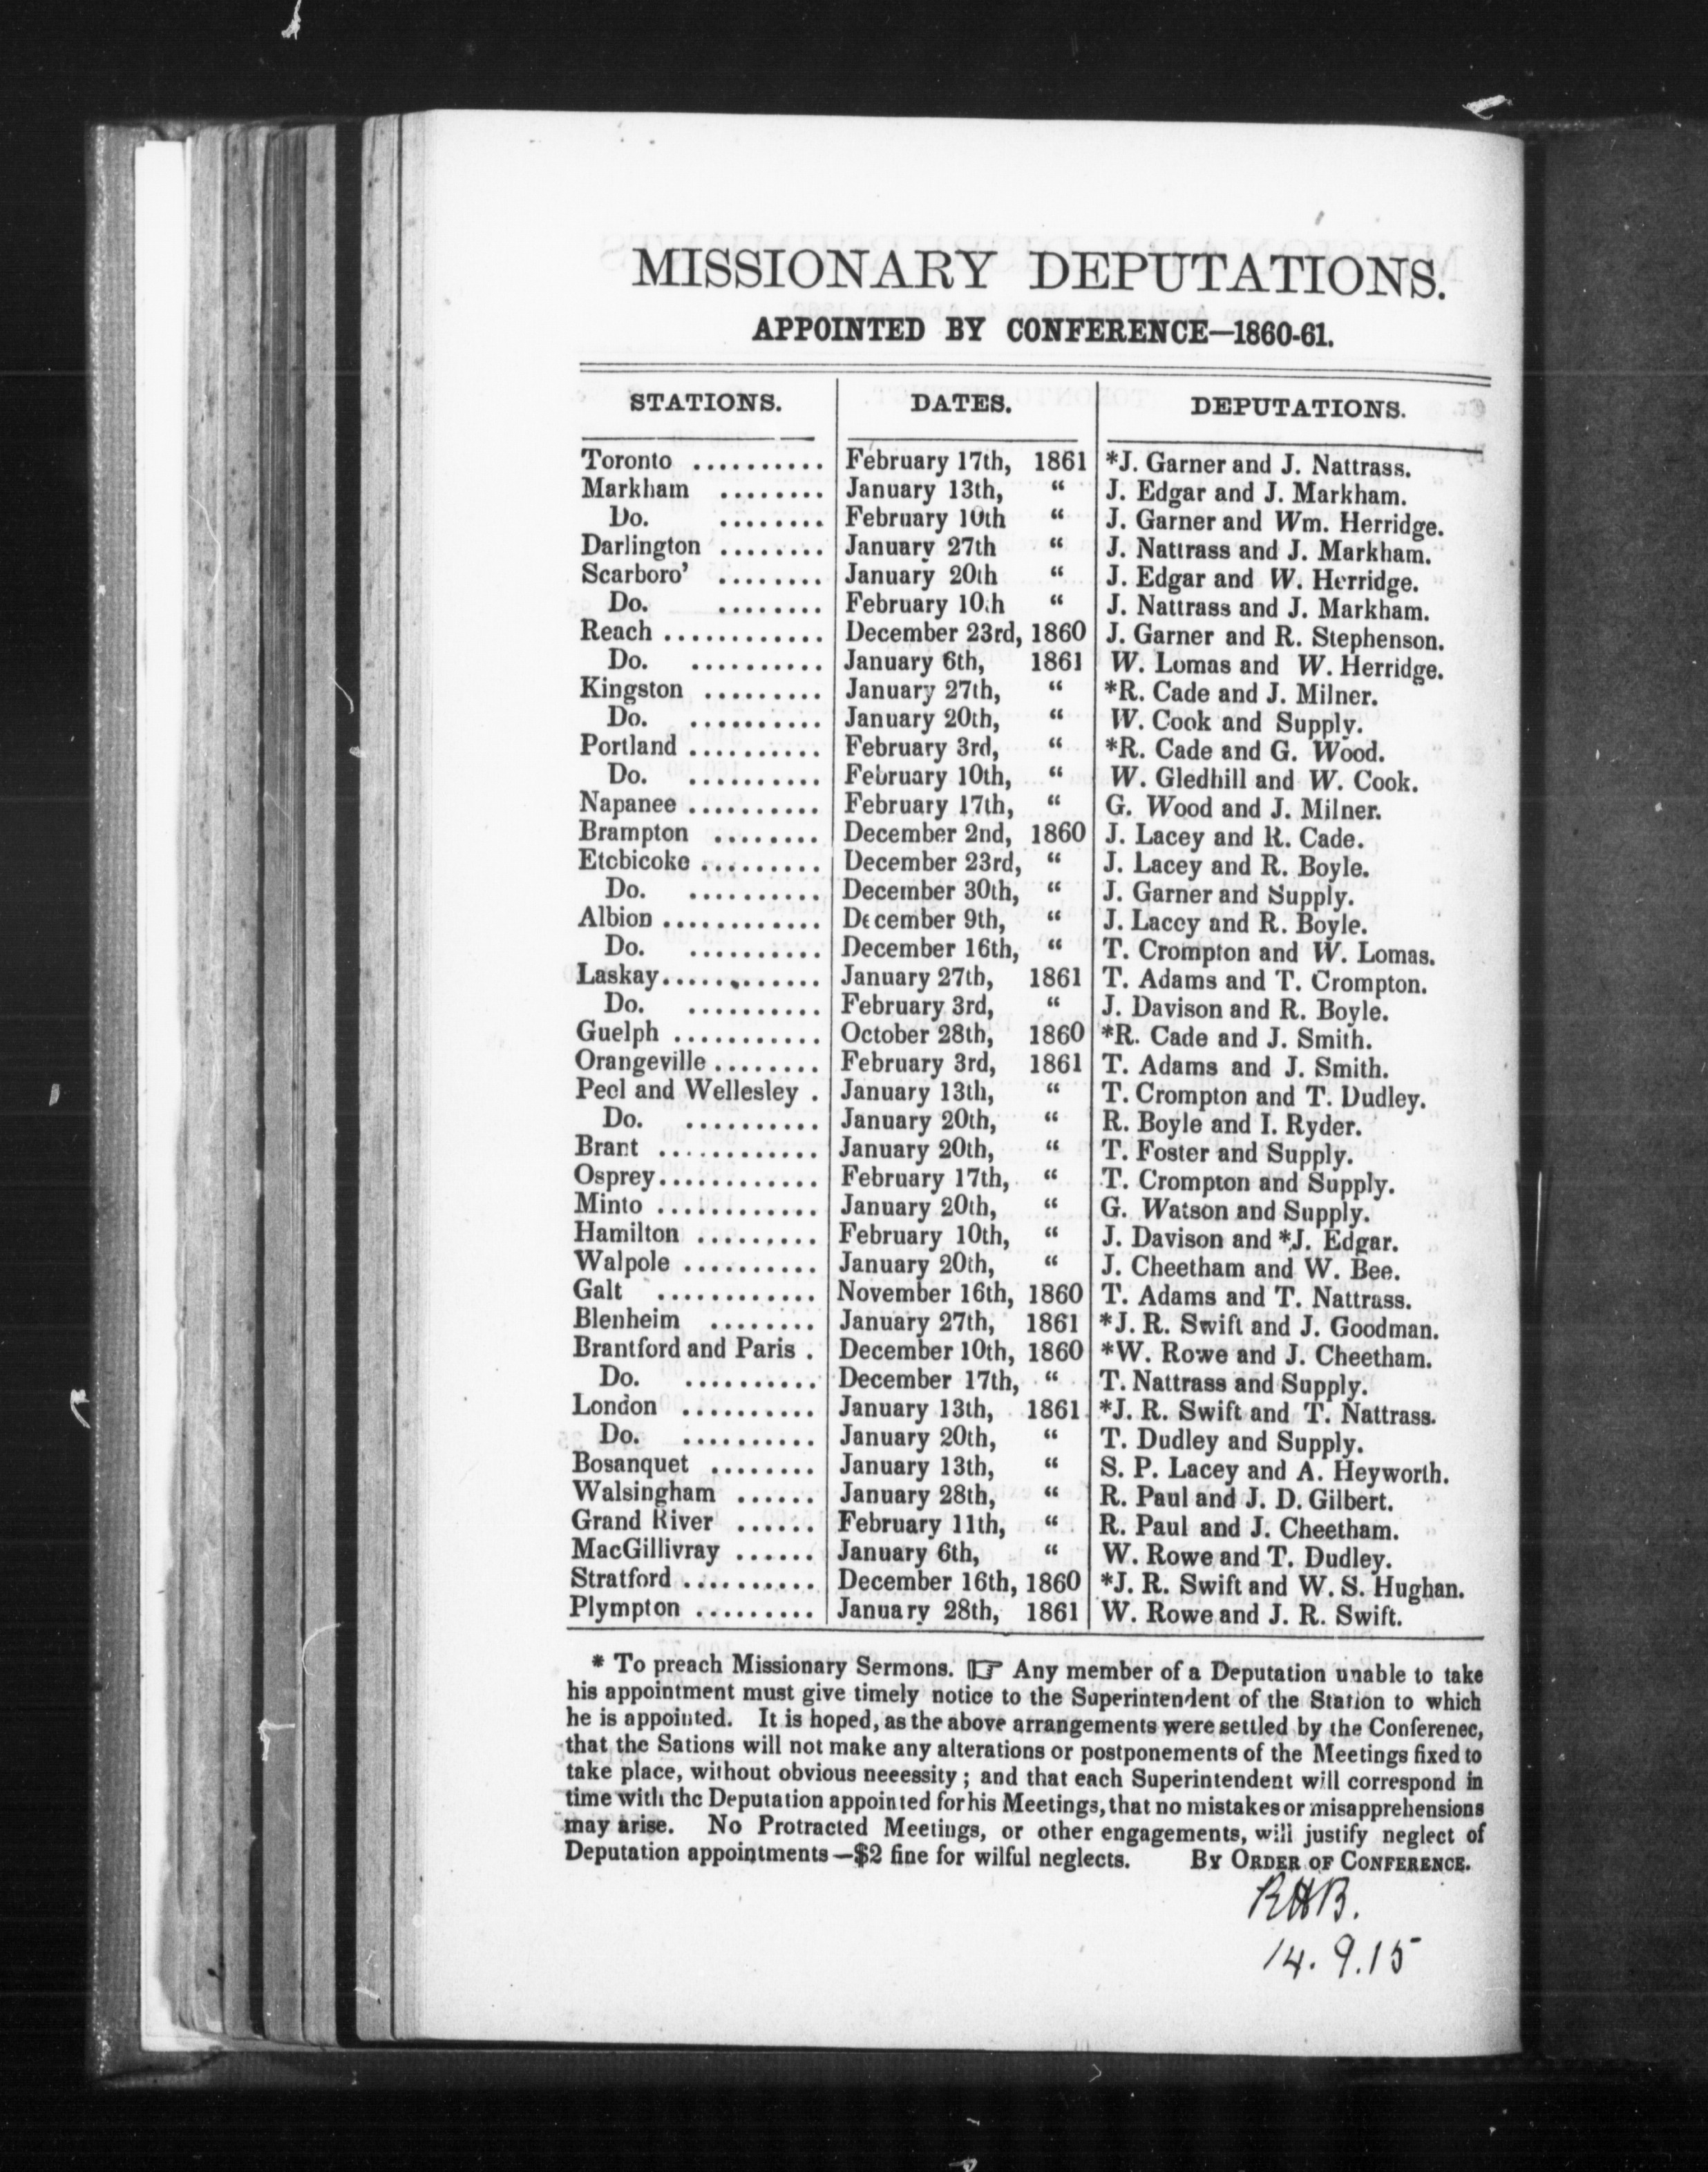 MISSIONARY DEPUTATIONS.
APPOINTED BY CONFERENCE—1860-61.
STATIONS. DATES. DEPUTATIONS.
Toronto .......... February 17th, 1861 *J. Garner and J. Nattrass.
Markham ........ January 13th, “ J. Edgar and J. Markham.
Do. ........ February 10th “ J. Garner and Wm. Herridge.
Darlington ........ January 27th “ J. Nattrass and J. Markham.
Scarboro’ ........ January 20th “ J. Edgar and W. Herridge.
Do. ........ February 10th “ J. Nattrass and J. Markham.
Reach ............ December 23rd, 1860 J. Garner and R. Stephenson.
Do. .......... January 6th, 1861 W. Lomas and W. Herridge.
Kingston ......... January 27th, “ *R. Cade and J. Milner.
Do. .......... January 20th, “ W. Cook and Supply.
Portland .......... February 3rd, “ *R. Cade and G. Wood.
Do. .......... February 10th, “ W. Gledhill and W. Cook.
Napanee .......... February 17th, “ G. Wood and J. Milner.
Brampton ........ December 2nd, 1860 J. Lacey and R. Cade.
Etobicoke ......... December 23rd, “ J. Lacey and R. Boyle.
Do. .......... December 30th, “ J. Garner and Supply.
Albion ............ December 9th, “ J. Lacey and R. Boyle.
Do. .......... December 16th, “ T. Crompton and W. Lomas.
Laskay............ January 27th, 1861 T. Adams and T. Crompton.
Do. .......... February 3rd, “ J. Davison and R. Boyle.
Guelph ........... October 28th, 1860 *R. Cade and J. Smith.
Orangeville ........ February 3rd, 1861 T. Adams and J. Smith.
Peel and Wellesley . January 13th, “ T. Crompton and T. Dudley.
Do. .......... January 20th, “ R. Boyle and I. Ryder.
Brant ............ January 20th, “ T. Foster and Supply.
Osprey............ February 17th, “ T. Crompton and Supply.
Minto ............ January 20th, “ G. Watson and Supply.
Hamilton ......... February 10th, “ J. Davison and *J. Edgar.
Walpole .......... January 20th, “ J. Cheetham and W. Bee.
Galt ............ November 16th, 1860 T. Adams and T. Nattrass.
Blenheim ........ January 27th, 1861 *J. R. Swift and J. Goodman.
Brantford and Paris . December 10th, 1860 *W. Rowe and J. Cheetham.
Do. .......... December 17th, “ T. Nattrass and Supply.
London .......... January 13th, 1861 *J. R. Swift and T. Nattrass.
Do. .......... January 20th, “ T. Dudley and Supply.
Bosanquet ........ January 13th, “ S. P. Lacey and A. Heyworth.
Walsingham ...... January 28th, “ R. Paul and J. D. Gilbert.
Grand River ...... February 11th, “ R. Paul and J. Cheetham.
MacGillivray ...... January 6th, “ W. Rowe and T. Dudley.
Stratford .......... December 16th, 1860 *J. R. Swift and W. S. Hughan.
Plympton ......... January 28th, 1861 W. Rowe and J. R. Swift.
* To preach Missionary Sermons. ☞ Any member of a Deputation unable to take
his appointment must give timely notice to the Superintendent of the Station to which
he is appointed. It is hoped, as the above arrangements were settled by the Conferenec,
that the Sations will not make any alterations or postponements of the Meetings fixed to
take place, without obvious neeessity ; and that each Superintendent will correspond in
time with the Deputation appointed for his Meetings, that no mistakes or misapprehensions
may arise. No Protracted Meetings, or other engagements, will justify neglect of
Deputation appointments—$2 fine for wilful neglects. BY ORDER OF CONFERENCE.
RHB.
14.9.15